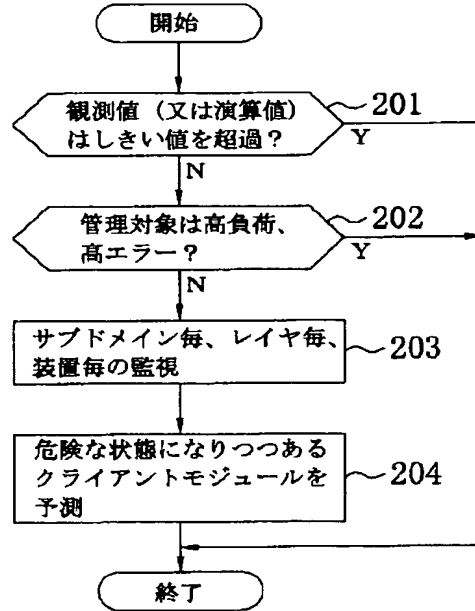 開始
観測値（又は演算値）
はしきい値を超過？
201
Y
N
管理対象は高負荷、
高エラー？
202
Y
N
サブドメイン毎、レイヤ毎、
装置毎の監視
203
危険な状態になりつつある
クライアントモジュールを
予測
204
終了